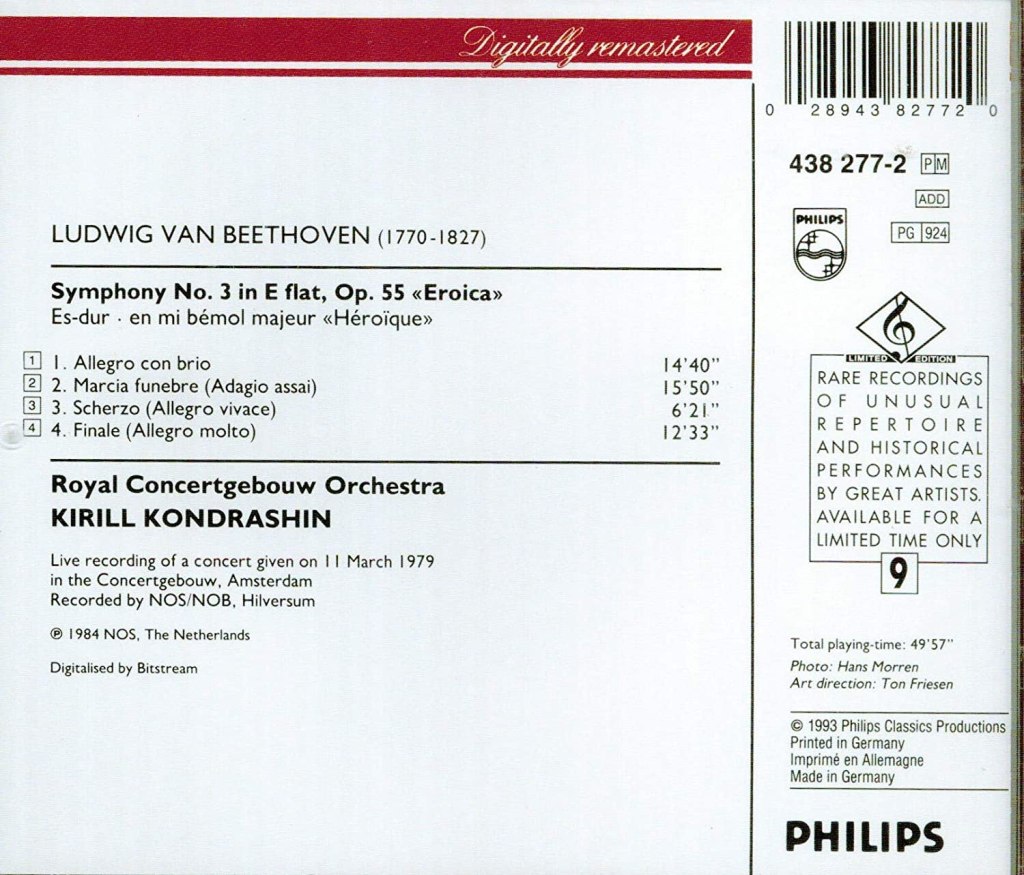 Digitally remastered
LUDWIG VAN BEETHOVEN (1770-1827)
Symphony No. 3 in E flat, Op. 55 «Eroica»
Es-dur · en mi bémol majeur «Héroïque»
1 1. Allegro con brio 14'40"
2 2. Marcia funebre (Adagio assai) 15'50"
3 3. Scherzo (Allegro vivace) 6'21"
4 4. Finale (Allegro molto) 12'33"
Royal Concertgebouw Orchestra
KIRILL KONDRASHIN
Live recording of a concert given on 11 March 1979
in the Concertgebouw, Amsterdam
Recorded by NOS/NOB, Hilversum
℗ 1984 NOS, The Netherlands
Digitalised by Bitstream
0 28943 82772 0
438 277-2 PM
ADD
PG 924
PHILIPS
LIMITED EDITION
RARE RECORDINGS
OF UNUSUAL
REPERTOIRE
AND HISTORICAL
PERFORMANCES
BY GREAT ARTISTS.
AVAILABLE FOR A
LIMITED TIME ONLY
9
Total playing-time: 49'57"
Photo: Hans Morren
Art direction: Ton Friesen
© 1993 Philips Classics Productions
Printed in Germany
Imprimé en Allemagne
Made in Germany
PHILIPS